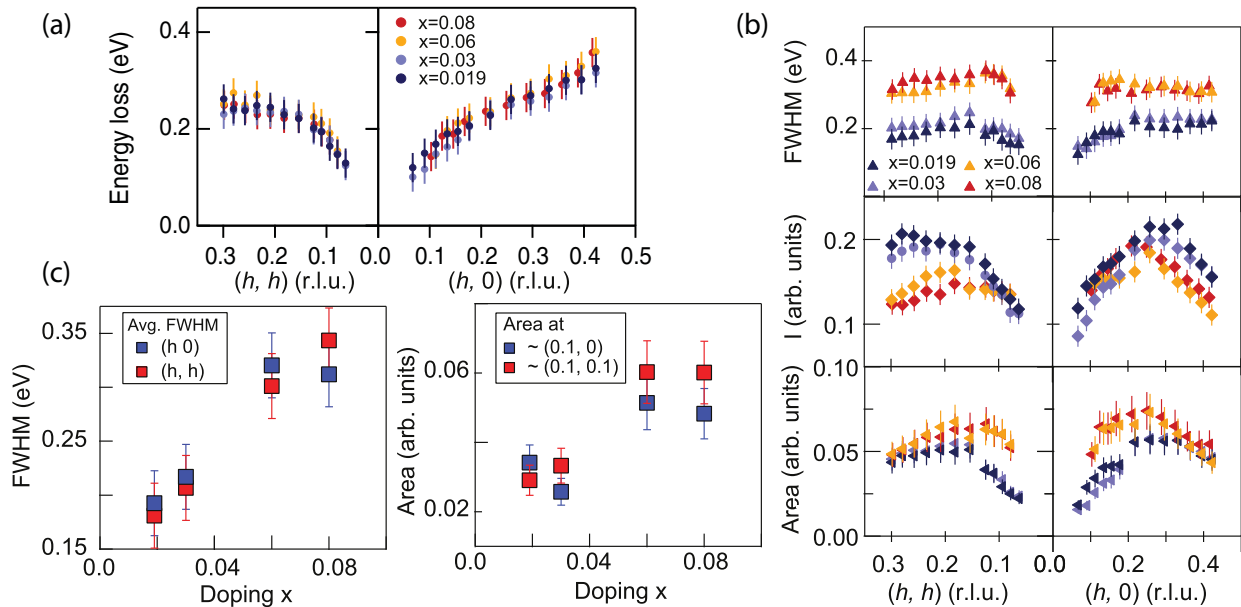 (a)
Energy loss (eV)
0.4
0.2
0.0
x=0.08
x=0.06
x=0.03
x=0.019
0.3
0.2
0.1
0.0
0.1
0.2
0.3
0.4
0.5
(h, h) (r.l.u.)
(h, 0) (r.l.u.)
(b)
FWHM (eV)
0.4
0.2
x=0.019
x=0.06
x=0.03
x=0.08
I (arb. units)
0.2
0.1
Area (arb. units)
0.10
0.05
0.00
0.3
0.2
0.1
0.0
0.2
0.4
(h, h) (r.l.u.)
(h, 0) (r.l.u.)
(c)
FWHM (eV)
0.35
0.25
0.15
Avg. FWHM
(h 0)
(h, h)
0.0
0.04
0.08
Doping x
Area (arb. units)
0.06
0.02
Area at
~ (0.1, 0)
~ (0.1, 0.1)
0.0
0.04
0.08
Doping x